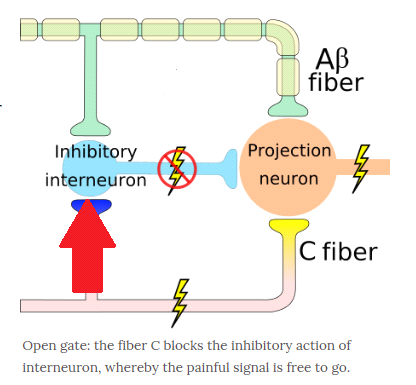 Aβ
fiber
Inhibitory
interneuron
Projection
neuron
C fiber
Open gate: the fiber C blocks the inhibitory action of
interneuron, whereby the painful signal is free to go.